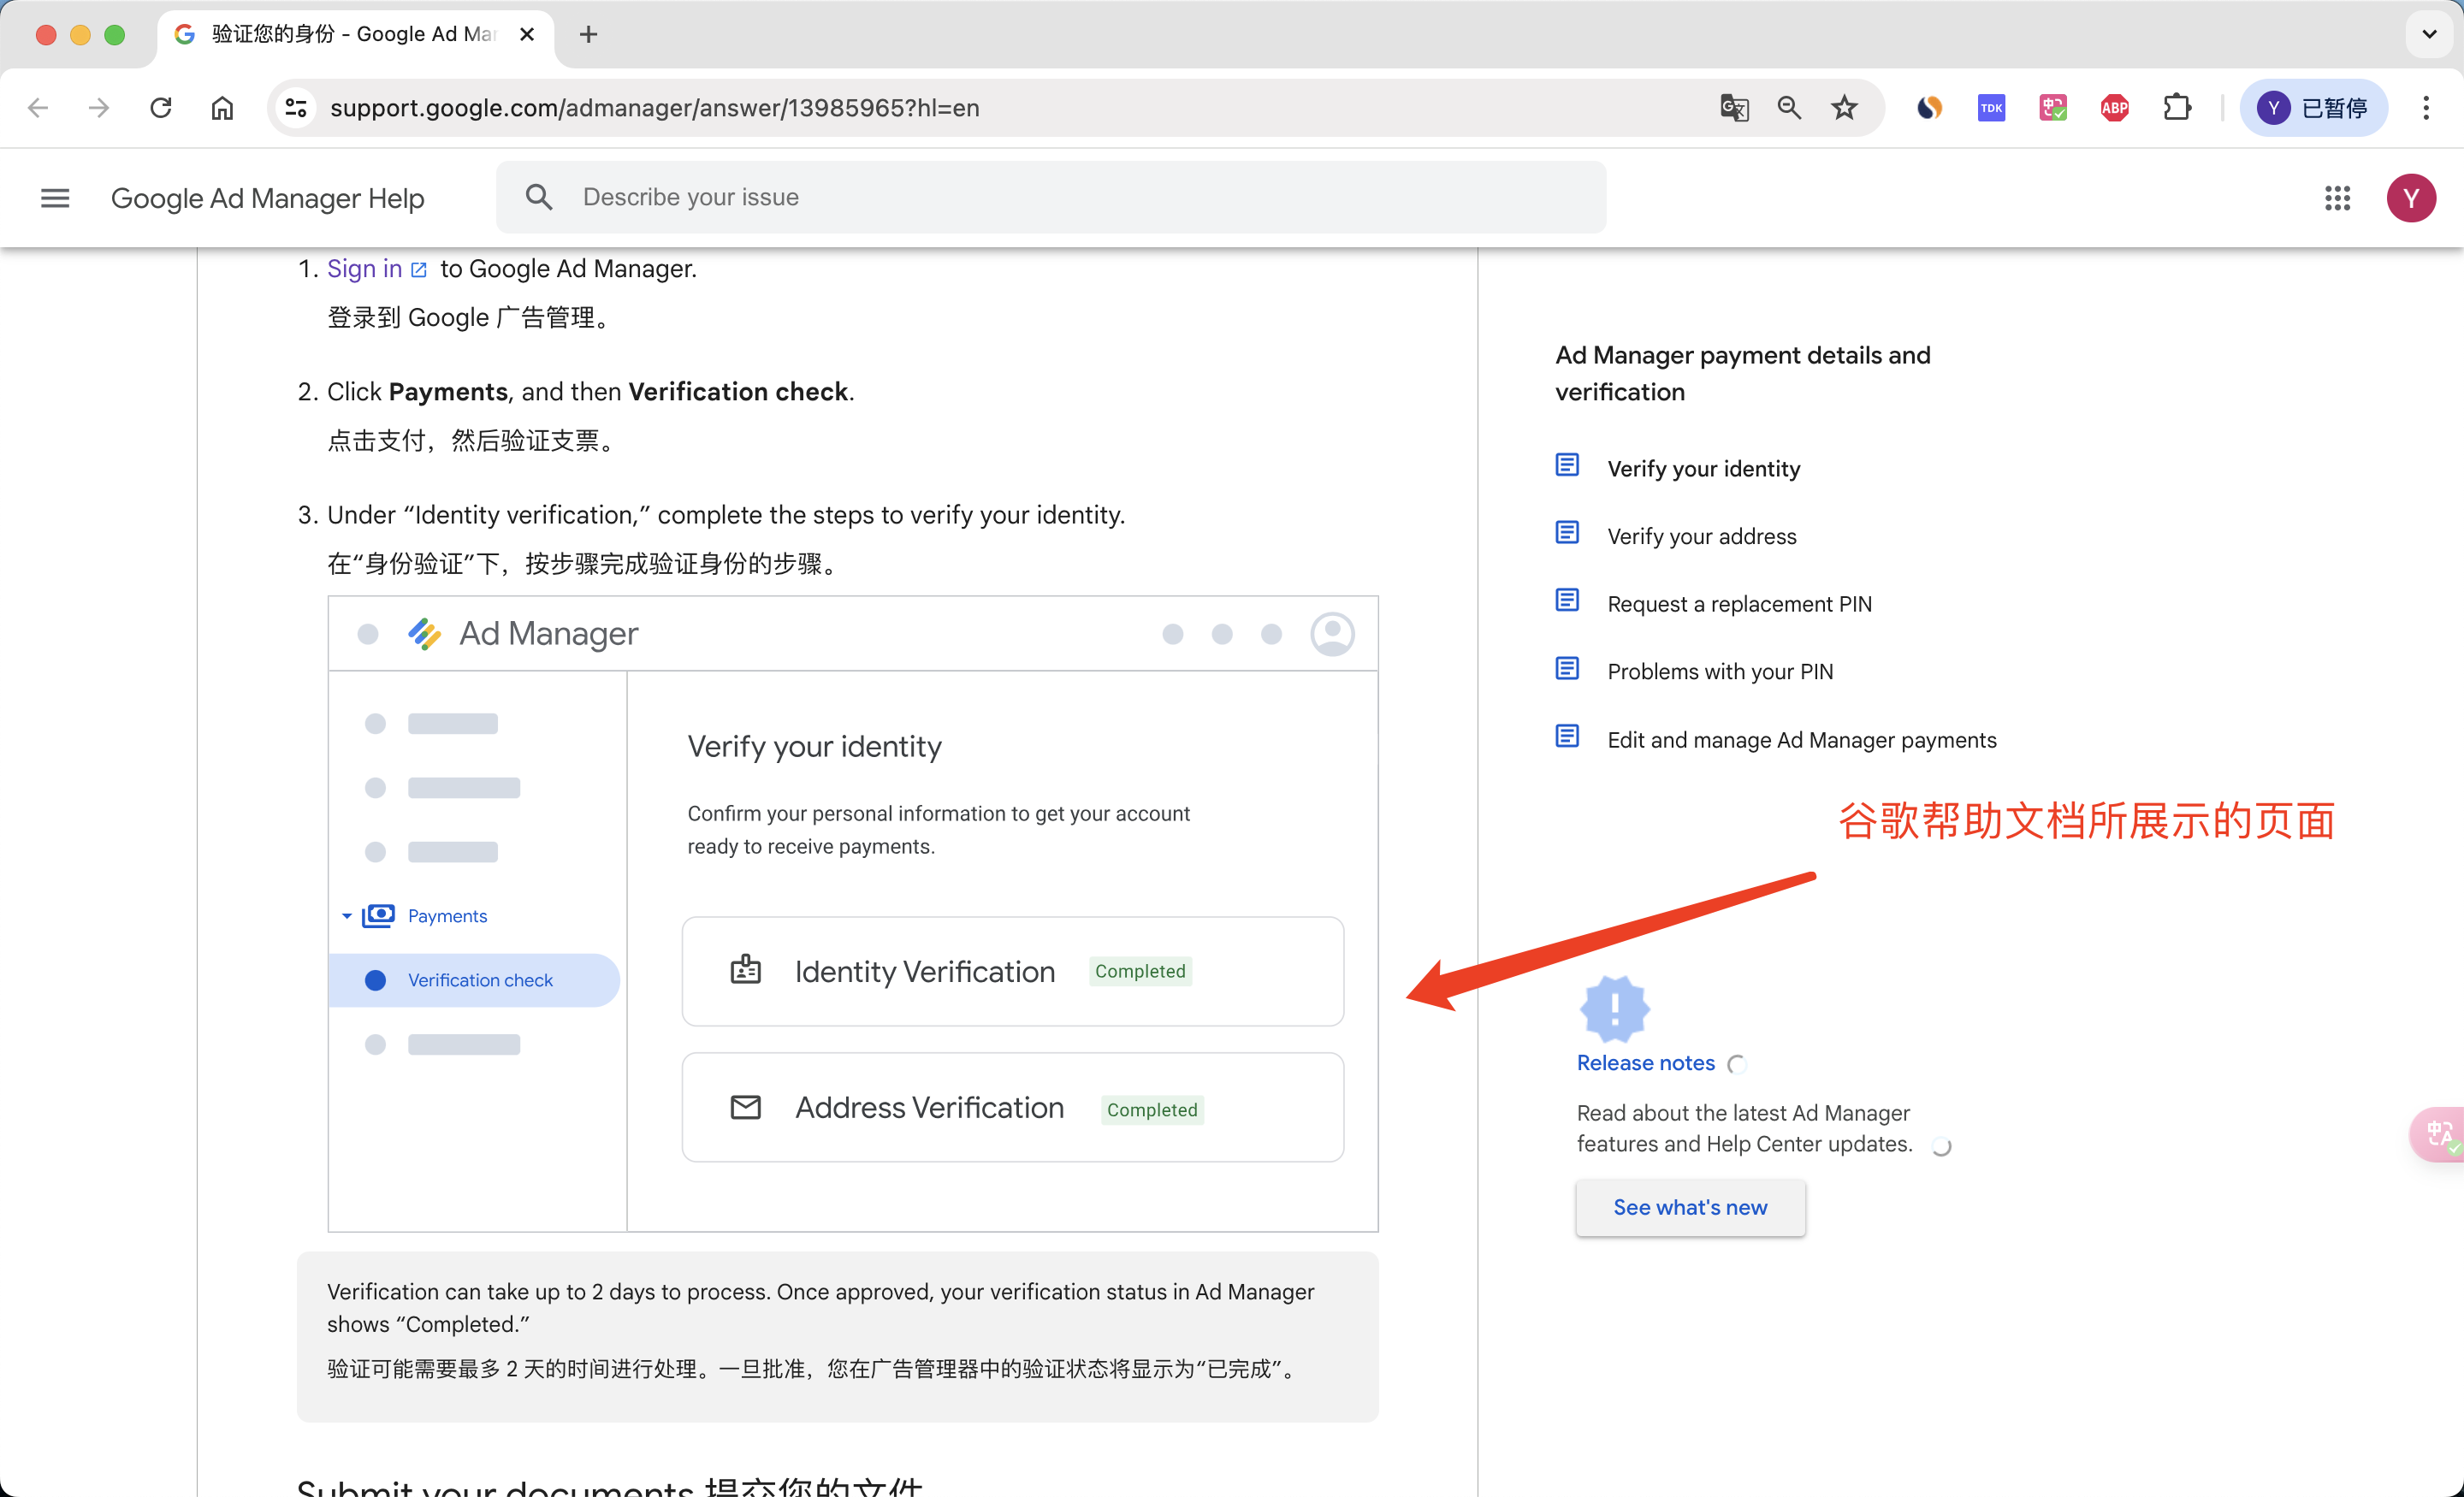 验证您的身份 - Google Ad Mar
support.google.com/admanager/answer/13985965?hl=en
TDK
ABP
Y 已暂停
Google Ad Manager Help
Describe your issue
Y
1. Sign in to Google Ad Manager.
登录到 Google 广告管理。
2. Click Payments, and then Verification check.
点击支付，然后验证支票。
3. Under “Identity verification,” complete the steps to verify your identity.
在“身份验证”下，按步骤完成验证身份的步骤。
Ad Manager
Verify your identity
Confirm your personal information to get your account
ready to receive payments.
Payments
Verification check
Identity Verification Completed
Address Verification Completed
Verification can take up to 2 days to process. Once approved, your verification status in Ad Manager
shows “Completed.”
验证可能需要最多 2 天的时间进行处理。一旦批准，您在广告管理器中的验证状态将显示为“已完成”。
Submit your documents 提交您的文件
Ad Manager payment details and
verification
Verify your identity
Verify your address
Request a replacement PIN
Problems with your PIN
Edit and manage Ad Manager payments
谷歌帮助文档所展示的页面
Release notes
Read about the latest Ad Manager
features and Help Center updates.
See what's new